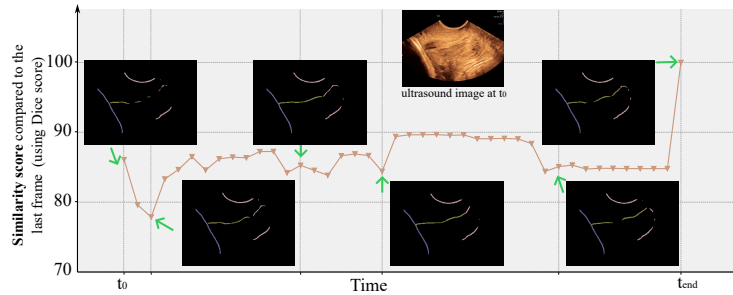 Similarity score compared to the
last frame (using Dice score)
100
90
80
70
ultrasound image at t0
t0
Time
tend